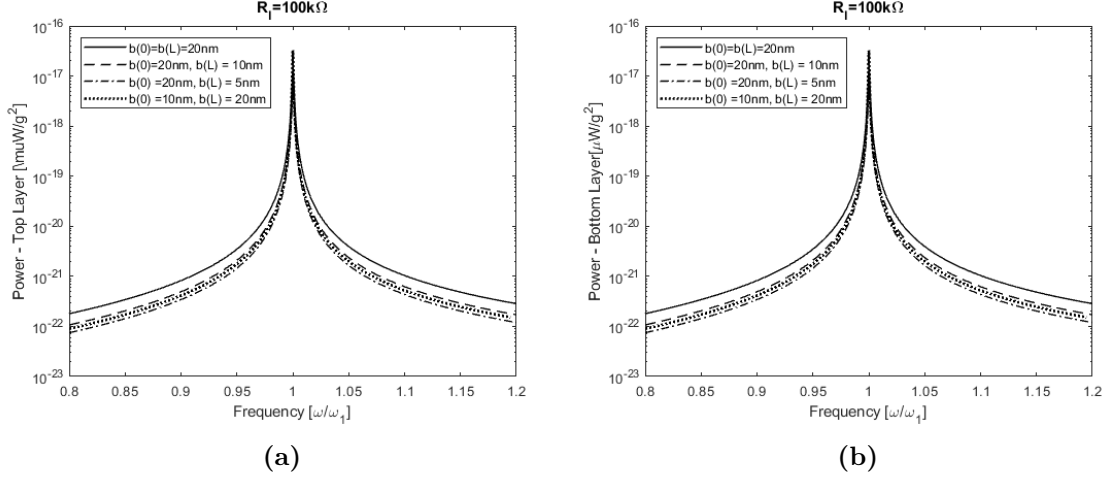 R_l=100kΩ
Power - Top Layer [\muW/g²]
10⁻¹⁶
10⁻¹⁷
10⁻¹⁸
10⁻¹⁹
10⁻²⁰
10⁻²¹
10⁻²²
10⁻²³
b(0)=b(L)=20nm
b(0)=20nm, b(L) = 10nm
b(0) =20nm, b(L) = 5nm
b(0) =10nm, b(L) = 20nm
0.8 0.85 0.9 0.95 1 1.05 1.1 1.15 1.2
Frequency [ω/ω₁]
(a)
R_l=100kΩ
Power - Bottom Layer[μW/g²]
10⁻¹⁶
10⁻¹⁷
10⁻¹⁸
10⁻¹⁹
10⁻²⁰
10⁻²¹
10⁻²²
10⁻²³
b(0)=b(L)=20nm
b(0)=20nm, b(L) = 10nm
b(0) =20nm, b(L) = 5nm
b(0) =10nm, b(L) = 20nm
0.8 0.85 0.9 0.95 1 1.05 1.1 1.15 1.2
Frequency [ω/ω₁]
(b)